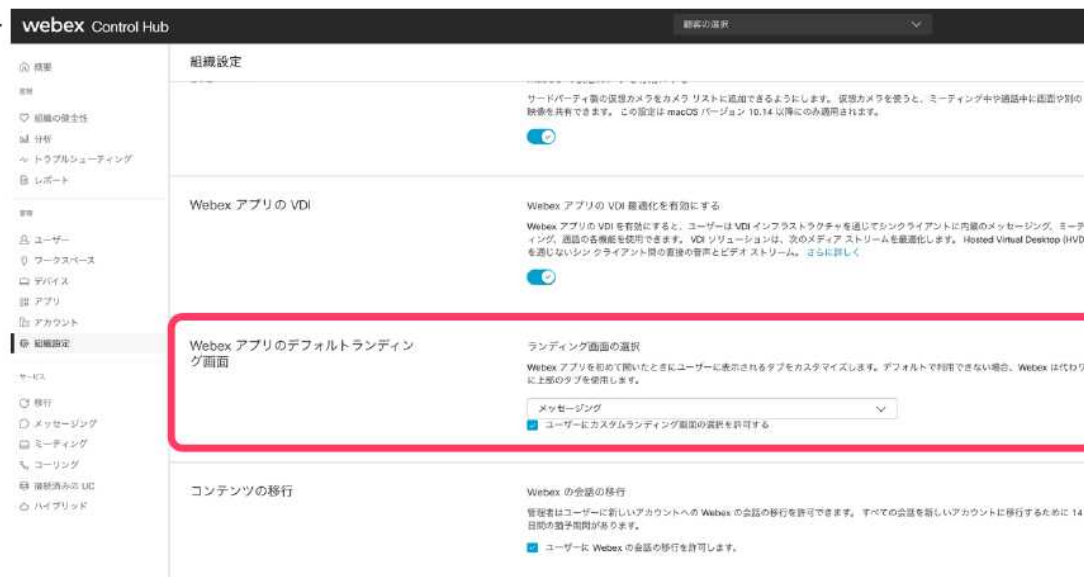 webex Control Hub
顧客の選択
概要
組織の健全性
分析
トラブルシューティング
レポート
管理
ユーザー
ワークスペース
デバイス
アプリ
アカウント
組織設定
サービス
移行
メッセージング
ミーティング
コーリング
接続済みの UC
ハイブリッド
組織設定
サードパーティ製の仮想カメラをカメラ リストに追加できるようにします。 仮想カメラを使うと、ミーティング中や通話中に画面や別の
映像を共有できます。 この設定は macOS バージョン 10.14 以降にのみ適用されます。
Webex アプリの VDI
Webex アプリの VDI 最適化を有効にする
Webex アプリの VDI を有効にすると、ユーザーは VDI インフラストラクチャを通じてシンクライアントに内蔵のメッセージング、ミーテ
ィング、通話の各機能を使用できます。 VDI ソリューションは、次のメディア ストリームを最適化します。 Hosted Virtual Desktop (HVD
を通じないシン クライアント間の直接の音声とビデオ ストリーム。 さらに詳しく
Webex アプリのデフォルトランディン
グ画面
ランディング画面の選択
Webex アプリを初めて開いたときにユーザーに表示されるタブをカスタマイズします。デフォルトで利用できない場合、Webex は代わり
に上部のタブを使用します。
メッセージング
ユーザーにカスタムランディング画面の選択を許可する
コンテンツの移行
Webex の会話の移行
管理者はユーザーに新しいアカウントへの Webex の会話の移行を許可できます。 すべての会話を新しいアカウントに移行するために 14
日間の猶予期間があります。
ユーザーに Webex の会話の移行を許可します。